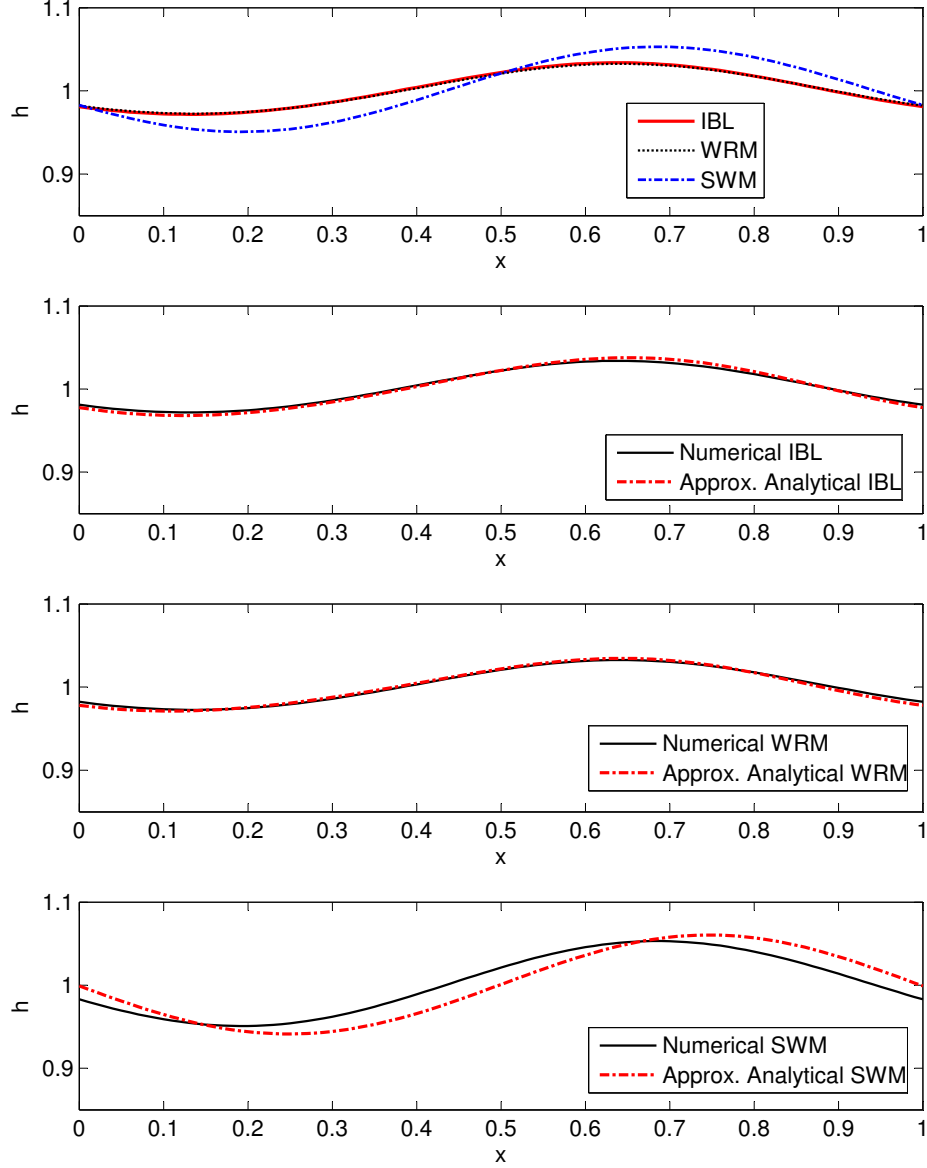 1.1
1
0.9
h
IBL
WRM
SWM
0 0.1 0.2 0.3 0.4 0.5 0.6 0.7 0.8 0.9 1
x
1.1
1
0.9
h
Numerical IBL
Approx. Analytical IBL
0 0.1 0.2 0.3 0.4 0.5 0.6 0.7 0.8 0.9 1
x
1.1
1
0.9
h
Numerical WRM
Approx. Analytical WRM
0 0.1 0.2 0.3 0.4 0.5 0.6 0.7 0.8 0.9 1
x
1.1
1
0.9
h
Numerical SWM
Approx. Analytical SWM
0 0.1 0.2 0.3 0.4 0.5 0.6 0.7 0.8 0.9 1
x